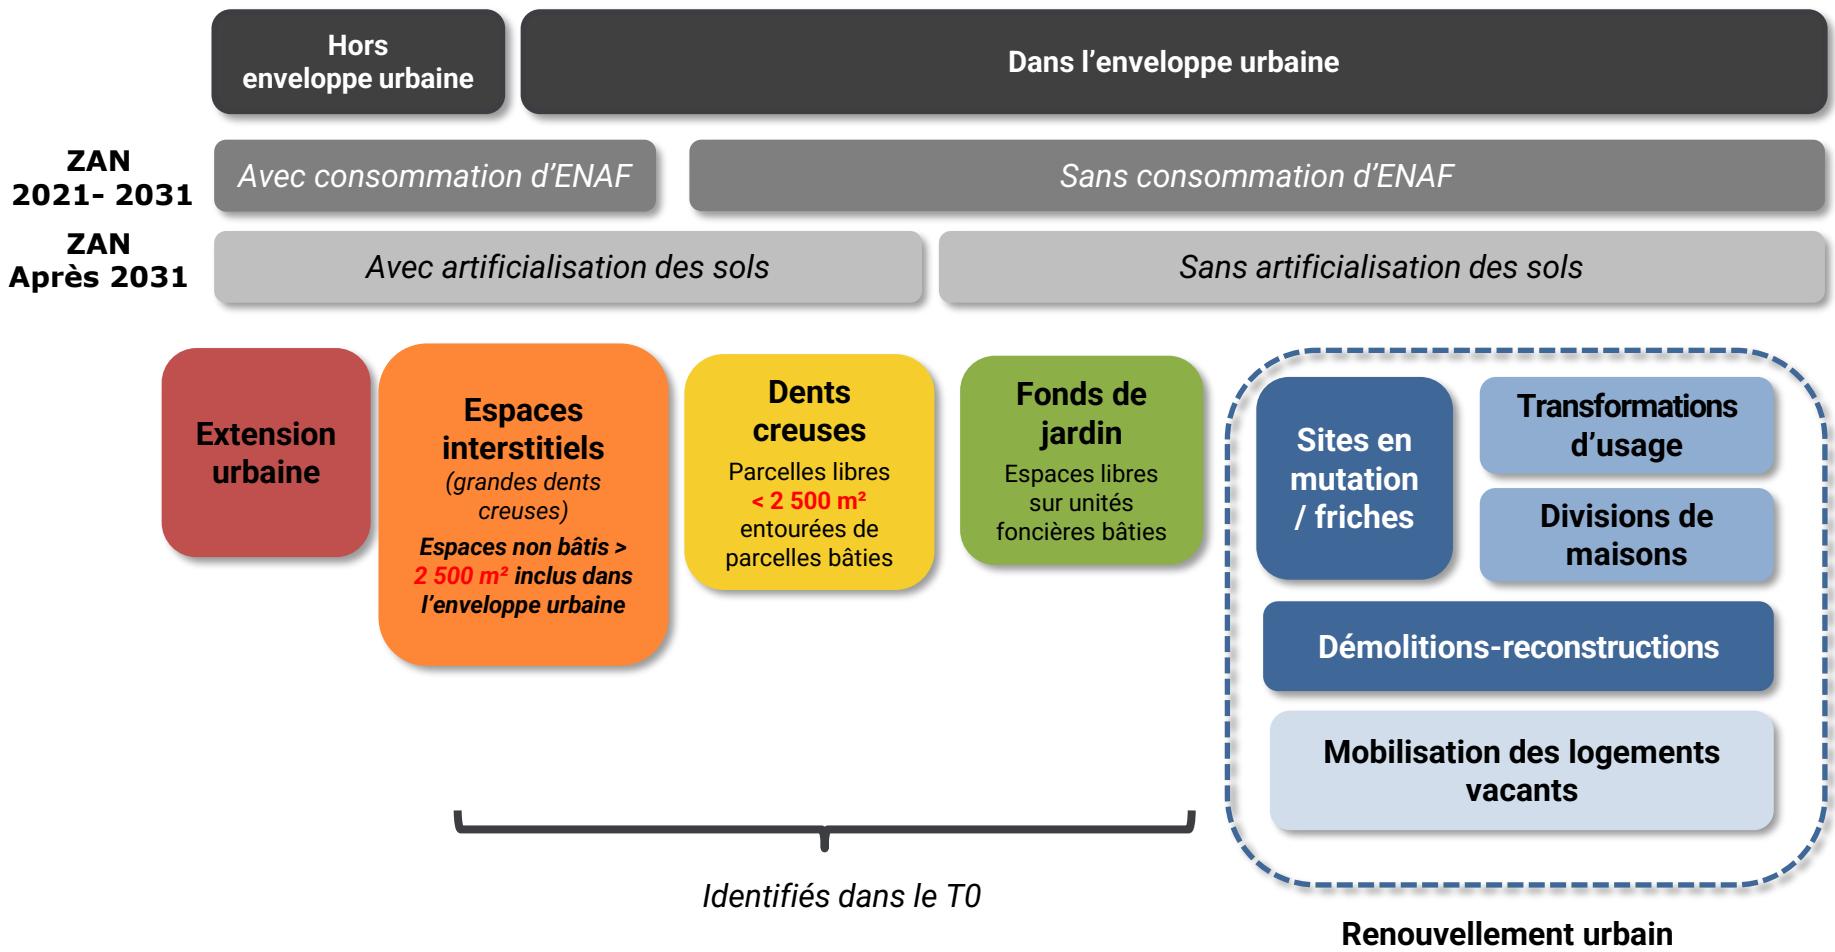 Hors
enveloppe urbaine
Dans l’enveloppe urbaine
ZAN
2021- 2031
Avec consommation d’ENAF
Sans consommation d’ENAF
ZAN
Après 2031
Avec artificialisation des sols
Sans artificialisation des sols
Extension
urbaine
Espaces
interstitiels
(grandes dents
creuses)
Espaces non bâtis >
2 500 m² inclus dans
l’enveloppe urbaine
Dents
creuses
Parcelles libres
< 2 500 m²
entourées de
parcelles bâties
Fonds de
jardin
Espaces libres
sur unités
foncières bâties
Sites en
mutation
/ friches
Transformations
d’usage
Divisions de
maisons
Démolitions-reconstructions
Mobilisation des logements
vacants
Identifiés dans le T0
Renouvellement urbain